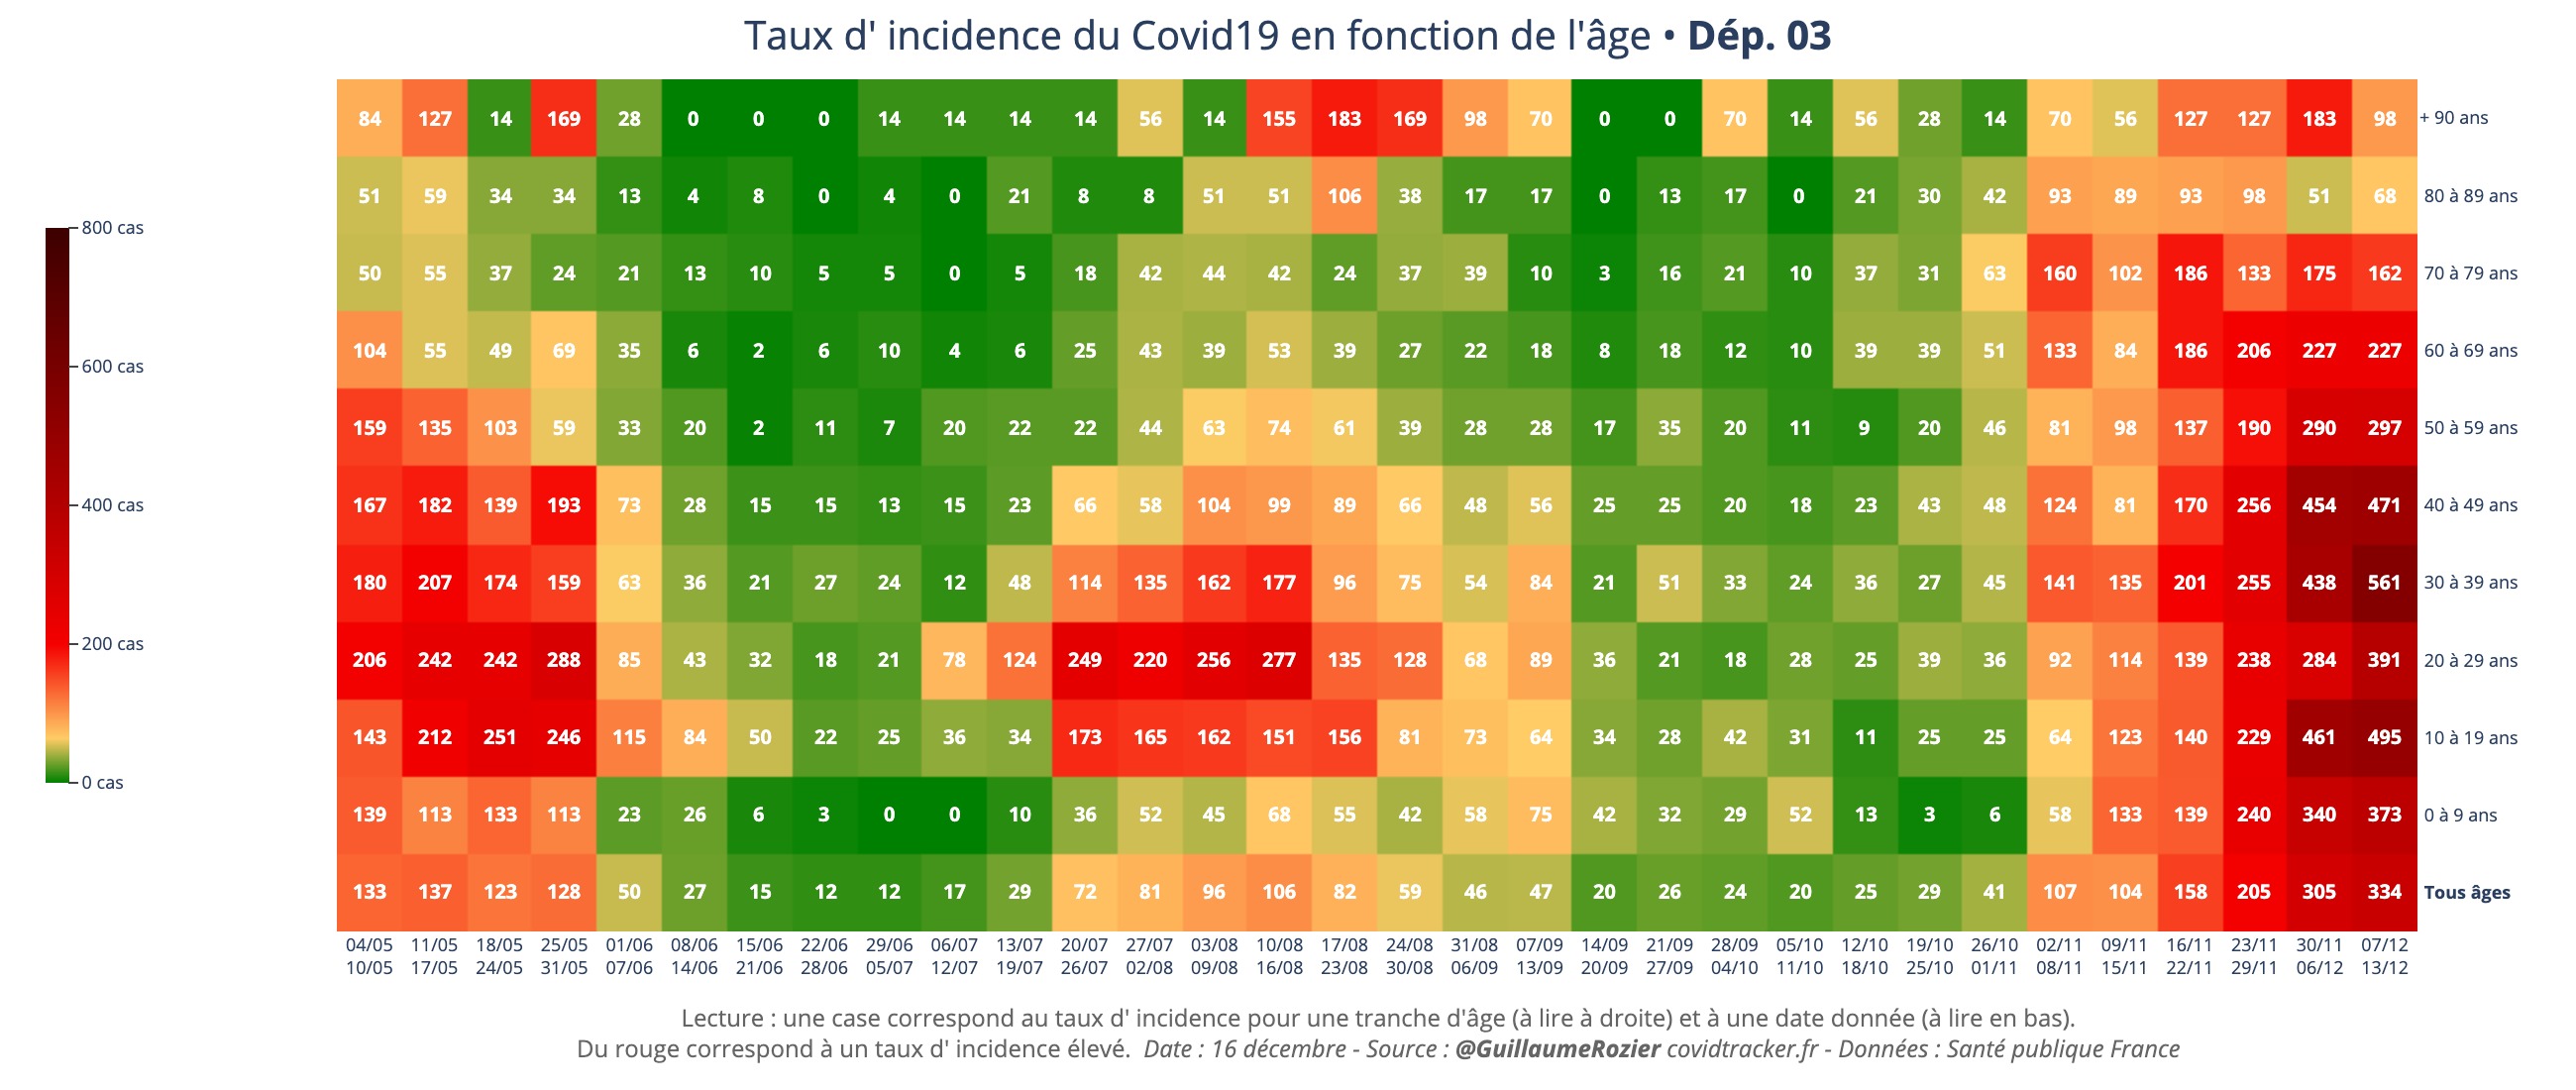 Taux d' incidence du Covid19 en fonction de l'âge • Dép. 03
800 cas
600 cas
400 cas
200 cas
0 cas
84 127 14 169 28 0 0 0 14 14 14 14 56 14 155 183 169 98 70 0 0 70 14 56 28 14 70 56 127 127 183 98 + 90 ans
51 59 34 34 13 4 8 0 4 0 21 8 8 51 51 106 38 17 17 0 13 17 0 21 30 42 93 89 93 98 51 68 80 à 89 ans
50 55 37 24 21 13 10 5 5 0 5 18 42 44 42 24 37 39 10 3 16 21 10 37 31 63 160 102 186 133 175 162 70 à 79 ans
104 55 49 69 35 6 2 6 10 4 6 25 43 39 53 39 27 22 18 8 18 12 10 39 39 51 133 84 186 206 227 227 60 à 69 ans
159 135 103 59 33 20 2 11 7 20 22 22 44 63 74 61 39 28 28 17 35 20 11 9 20 46 81 98 137 190 290 297 50 à 59 ans
167 182 139 193 73 28 15 15 13 15 23 66 58 104 99 89 66 48 56 25 25 20 18 23 43 48 124 81 170 256 454 471 40 à 49 ans
180 207 174 159 63 36 21 27 24 12 48 114 135 162 177 96 75 54 84 21 51 33 24 36 27 45 141 135 201 255 438 561 30 à 39 ans
206 242 242 288 85 43 32 18 21 78 124 249 220 256 277 135 128 68 89 36 21 18 28 25 39 36 92 114 139 238 284 391 20 à 29 ans
143 212 251 246 115 84 50 22 25 36 34 173 165 162 151 156 81 73 64 34 28 42 31 11 25 25 64 123 140 229 461 495 10 à 19 ans
139 113 133 113 23 26 6 3 0 0 10 36 52 45 68 55 42 58 75 42 32 29 52 13 3 6 58 133 139 240 340 373 0 à 9 ans
133 137 123 128 50 27 15 12 12 17 29 72 81 96 106 82 59 46 47 20 26 24 20 25 29 41 107 104 158 205 305 334 Tous âges
04/05 11/05 18/05 25/05 01/06 08/06 15/06 22/06 29/06 06/07 13/07 20/07 27/07 03/08 10/08 17/08 24/08 31/08 07/09 14/09 21/09 28/09 05/10 12/10 19/10 26/10 02/11 09/11 16/11 23/11 30/11 07/12
10/05 17/05 24/05 31/05 07/06 14/06 21/06 28/06 05/07 12/07 19/07 26/07 02/08 09/08 16/08 23/08 30/08 06/09 13/09 20/09 27/09 04/10 11/10 18/10 25/10 01/11 08/11 15/11 22/11 29/11 06/12 13/12
Lecture : une case correspond au taux d' incidence pour une tranche d'âge (à lire à droite) et à une date donnée (à lire en bas).
Du rouge correspond à un taux d' incidence élevé. Date : 16 décembre - Source : @GuillaumeRozier covidtracker.fr - Données : Santé publique France